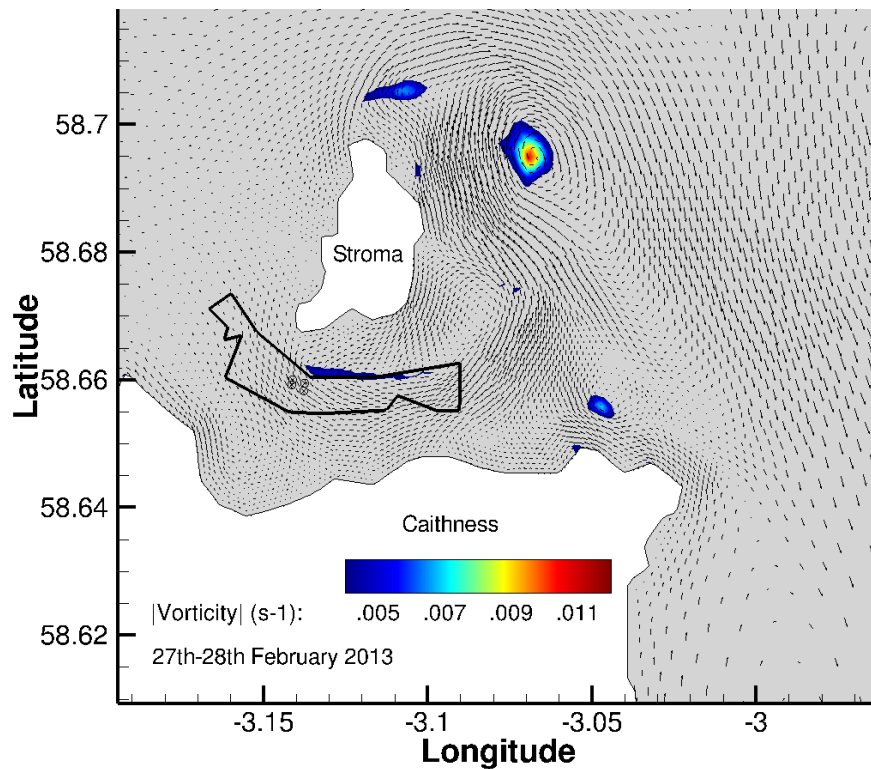 58.7
58.68
58.66
58.64
58.62
Latitude
Stroma
Caithness
|Vorticity| (s-1):
.005 .007 .009 .011
27th-28th February 2013
-3.15 -3.1 -3.05 -3
Longitude